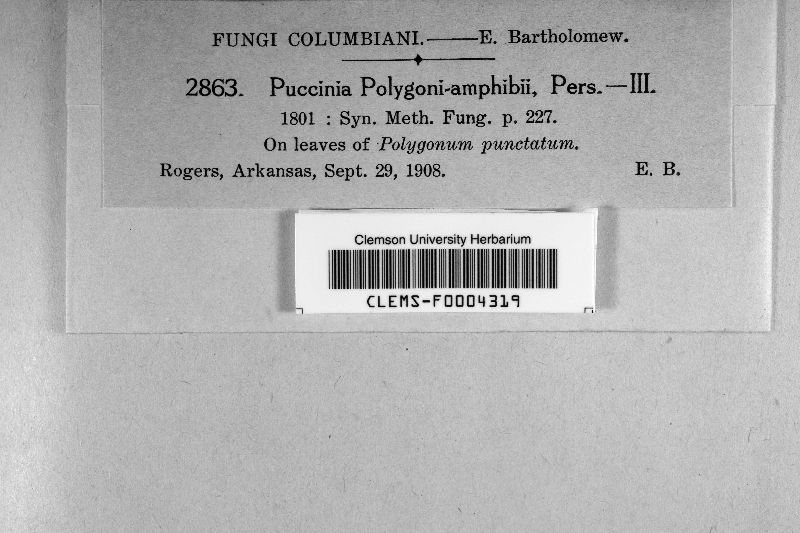 FUNGI COLUMBIANI.——E. Bartholomew.
2863. Puccinia Polygoni-amphibii, Pers.—III.
1801 : Syn. Meth. Fung. p. 227.
On leaves of Polygonum punctatum.
Rogers, Arkansas, Sept. 29, 1908. E. B.
Clemson University Herbarium
CLEMS-F0004319